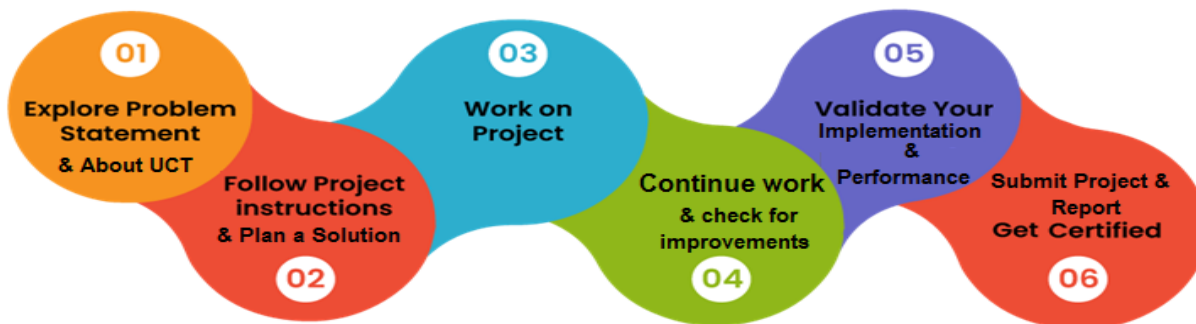 01
Explore Problem
Statement
& About UCT
Follow Project
instructions
& Plan a Solution
02
03
Work on
Project
Continue work
& check for
improvements
04
05
Validate Your
Implementation
&
Performance
Submit Project &
Report
Get Certified
06